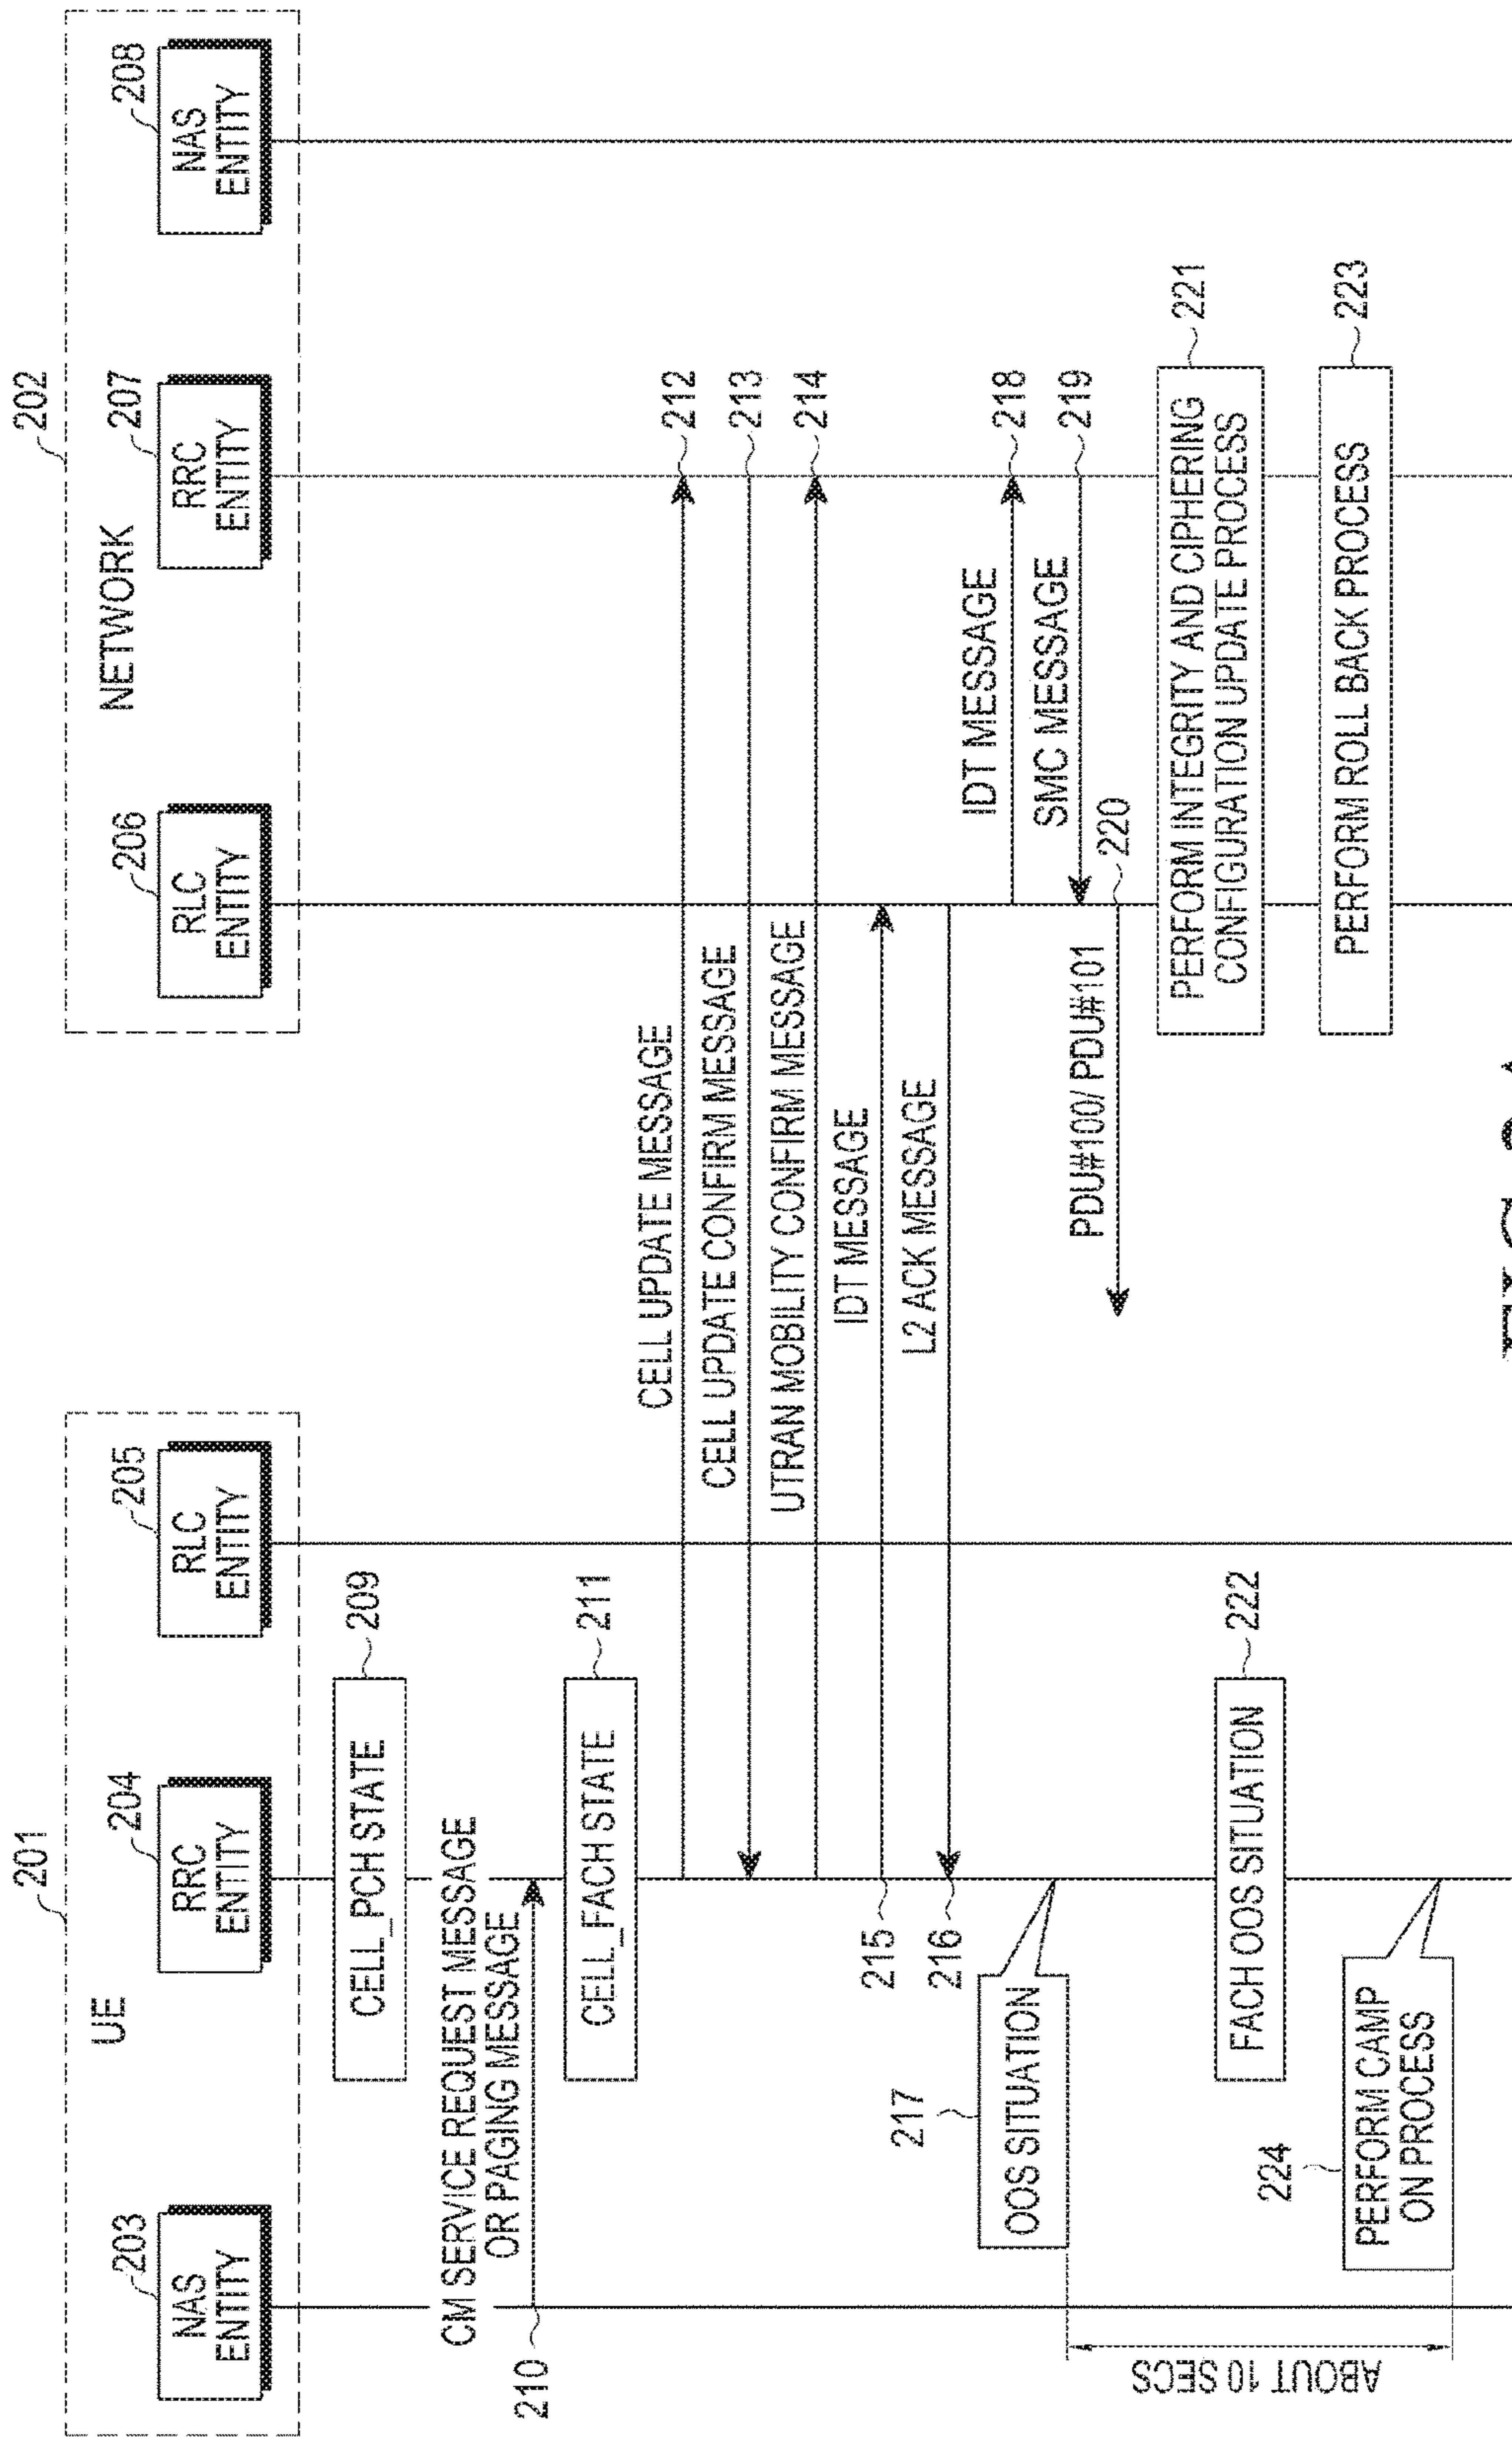 201
202
UE
NETWORK
203
204
205
206
207
208
NAS
ENTITY
RRC
ENTITY
RLC
ENTITY
RLC
ENTITY
RRC
ENTITY
NAS
ENTITY
CELL_PCH STATE
209
CM SERVICE REQUEST MESSAGE
OR PAGING MESSAGE
210
CELL_FACH STATE
211
CELL UPDATE MESSAGE
212
CELL UPDATE CONFIRM MESSAGE
213
UTRAN MOBILITY CONFIRM MESSAGE
214
IDT MESSAGE
215
L2 ACK MESSAGE
216
217
OOS SITUATION
IDT MESSAGE
218
SMC MESSAGE
219
PDU#100/ PDU#101
220
PERFORM INTEGRITY AND CIPHERING
CONFIGURATION UPDATE PROCESS
221
FACH OOS SITUATION
222
ABOUT 10 SECS
PERFORM ROLL BACK PROCESS
223
224
PERFORM CAMP
ON PROCESS